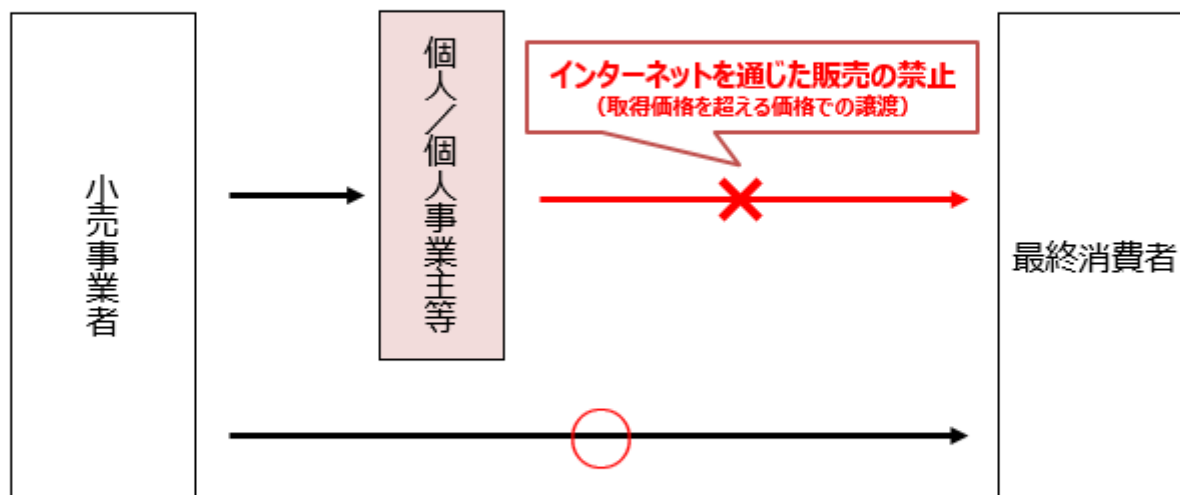 小売事業者
個人／個人事業主等
インターネットを通じた販売の禁止
（取得価格を超える価格での譲渡）
最終消費者